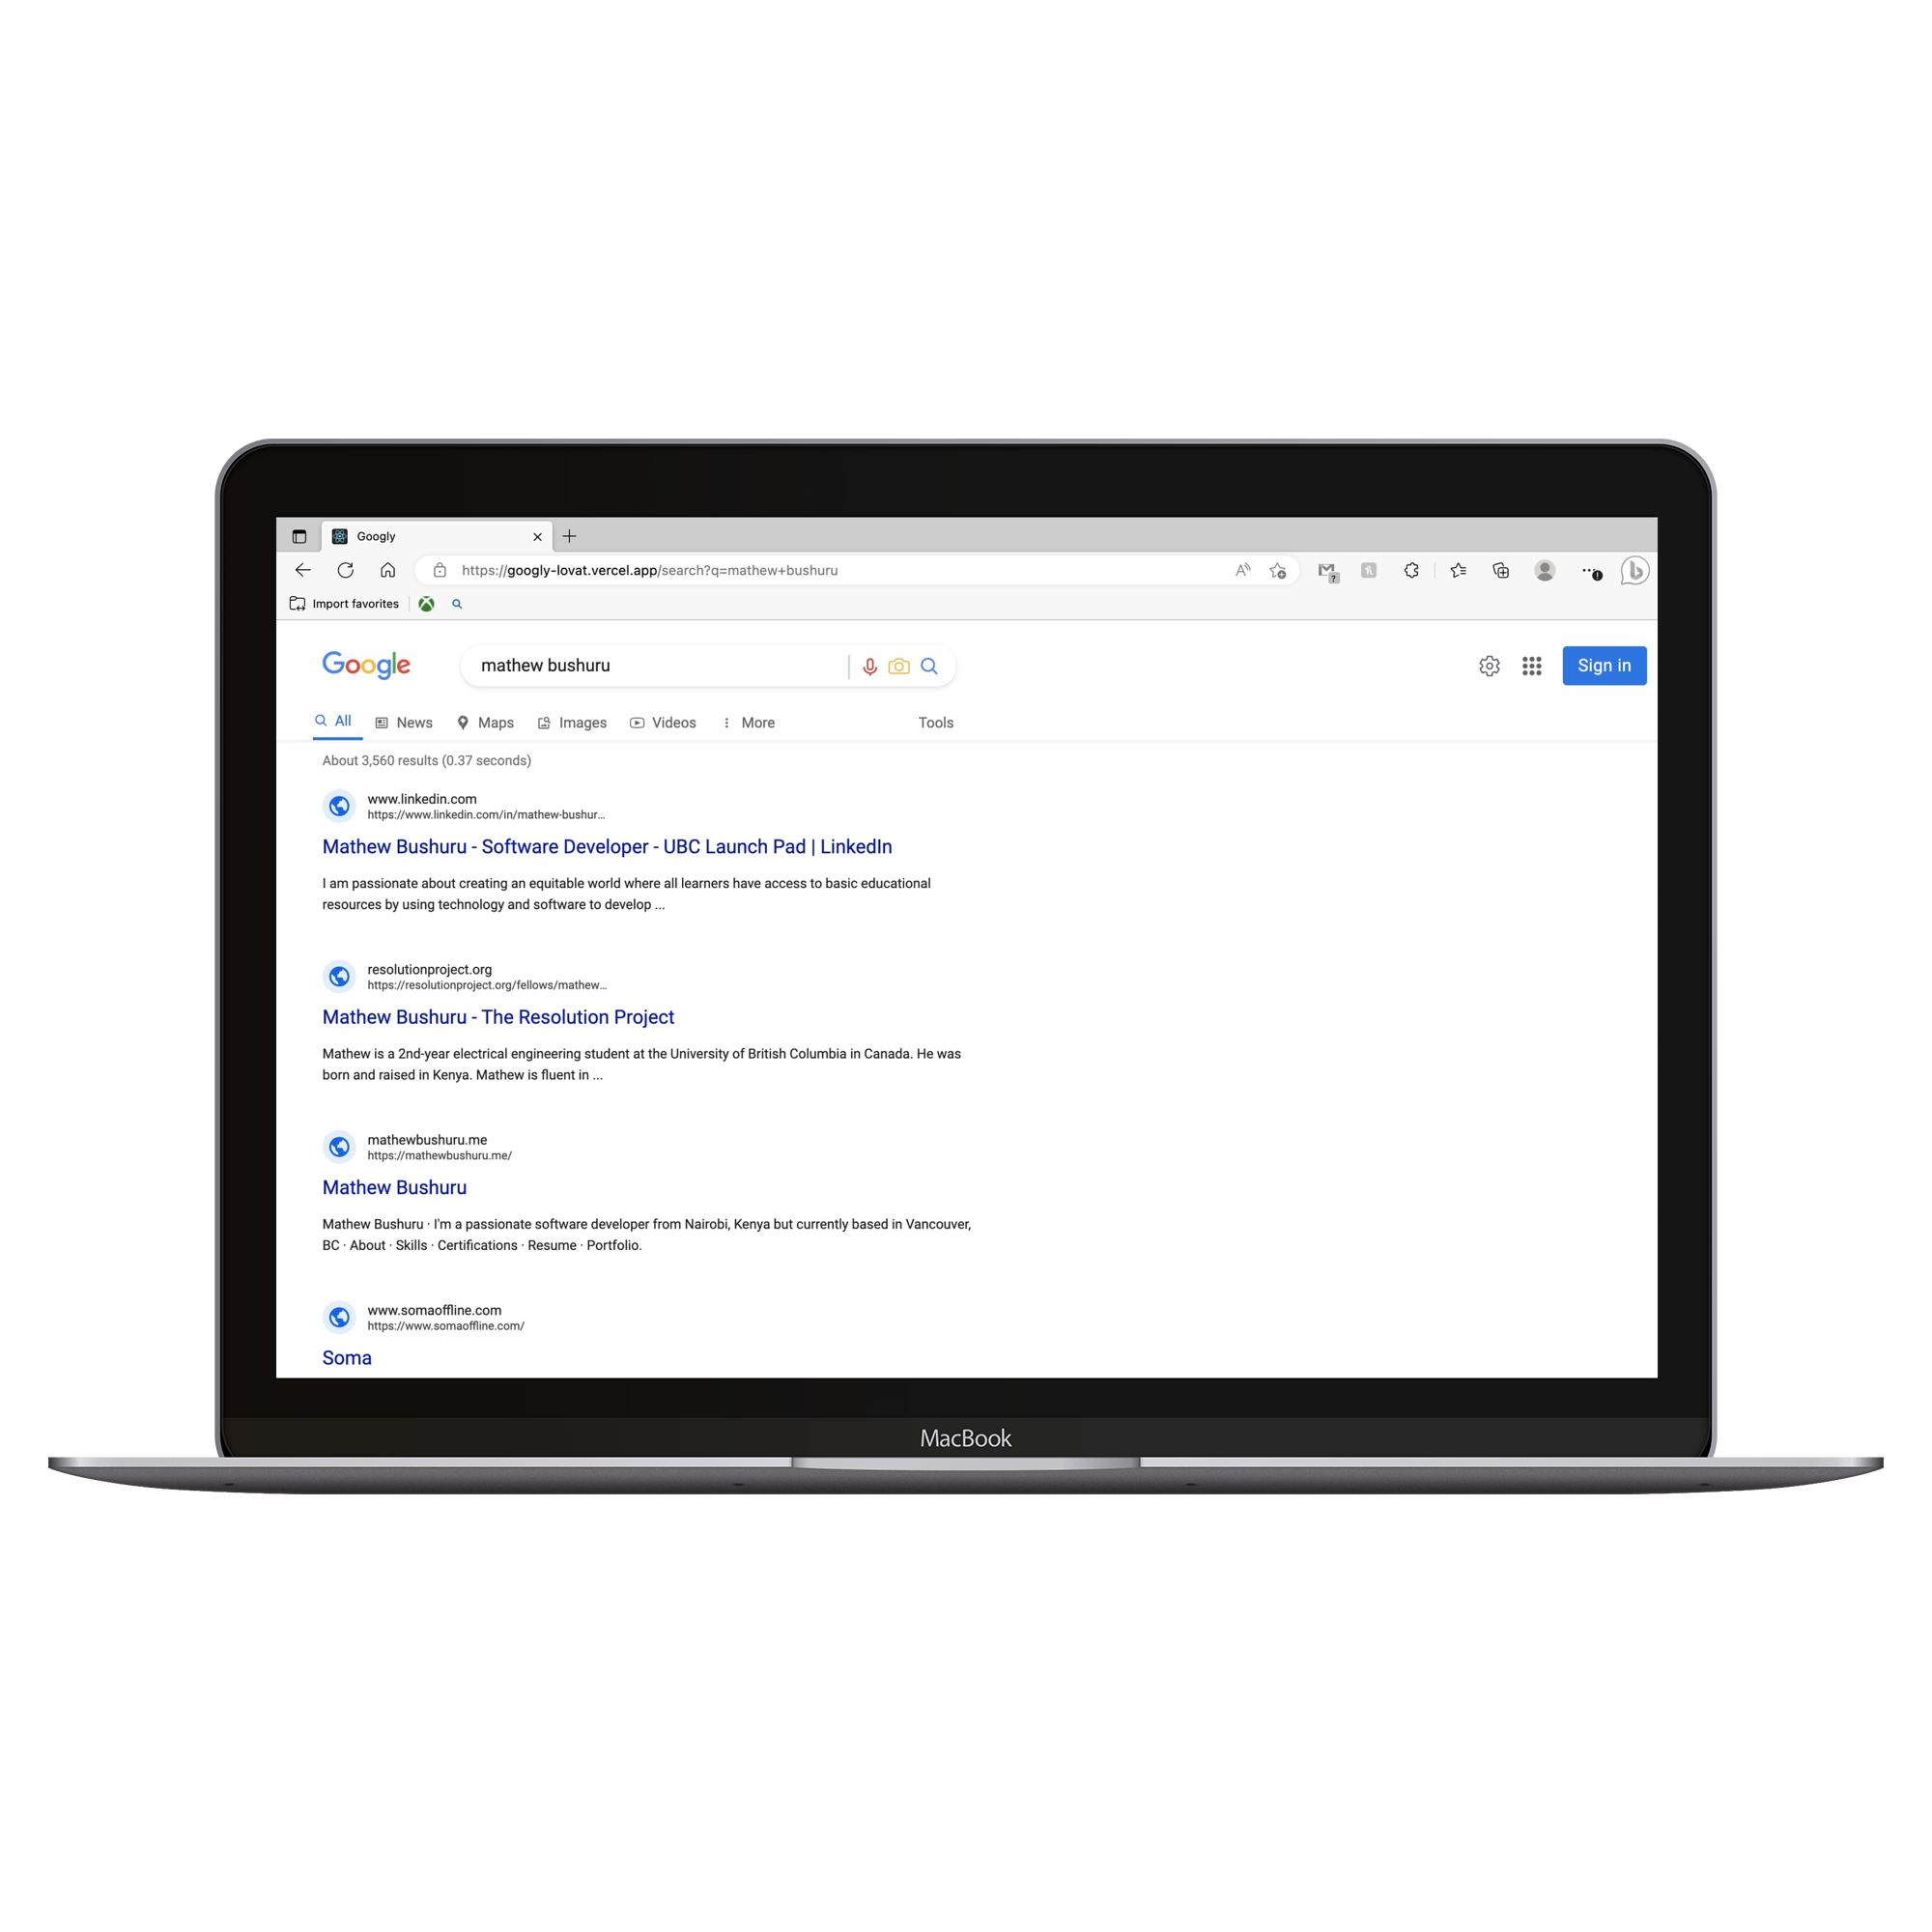 Googly
https://googly-lovat.vercel.app/search?q=mathew+bushuru
Import favorites
Google
mathew bushuru
Sign in
All News Maps Images Videos More Tools
About 3,560 results (0.37 seconds)
www.linkedin.com
https://www.linkedin.com/in/mathew-bushur...
Mathew Bushuru - Software Developer - UBC Launch Pad | LinkedIn
I am passionate about creating an equitable world where all learners have access to basic educational
resources by using technology and software to develop ...
resolutionproject.org
https://resolutionproject.org/fellows/mathew...
Mathew Bushuru - The Resolution Project
Mathew is a 2nd-year electrical engineering student at the University of British Columbia in Canada. He was
born and raised in Kenya. Mathew is fluent in ...
mathewbushuru.me
https://mathewbushuru.me/
Mathew Bushuru
Mathew Bushuru · I'm a passionate software developer from Nairobi, Kenya but currently based in Vancouver,
BC · About · Skills · Certifications · Resume · Portfolio.
www.somaoffline.com
https://www.somaoffline.com/
Soma
MacBook